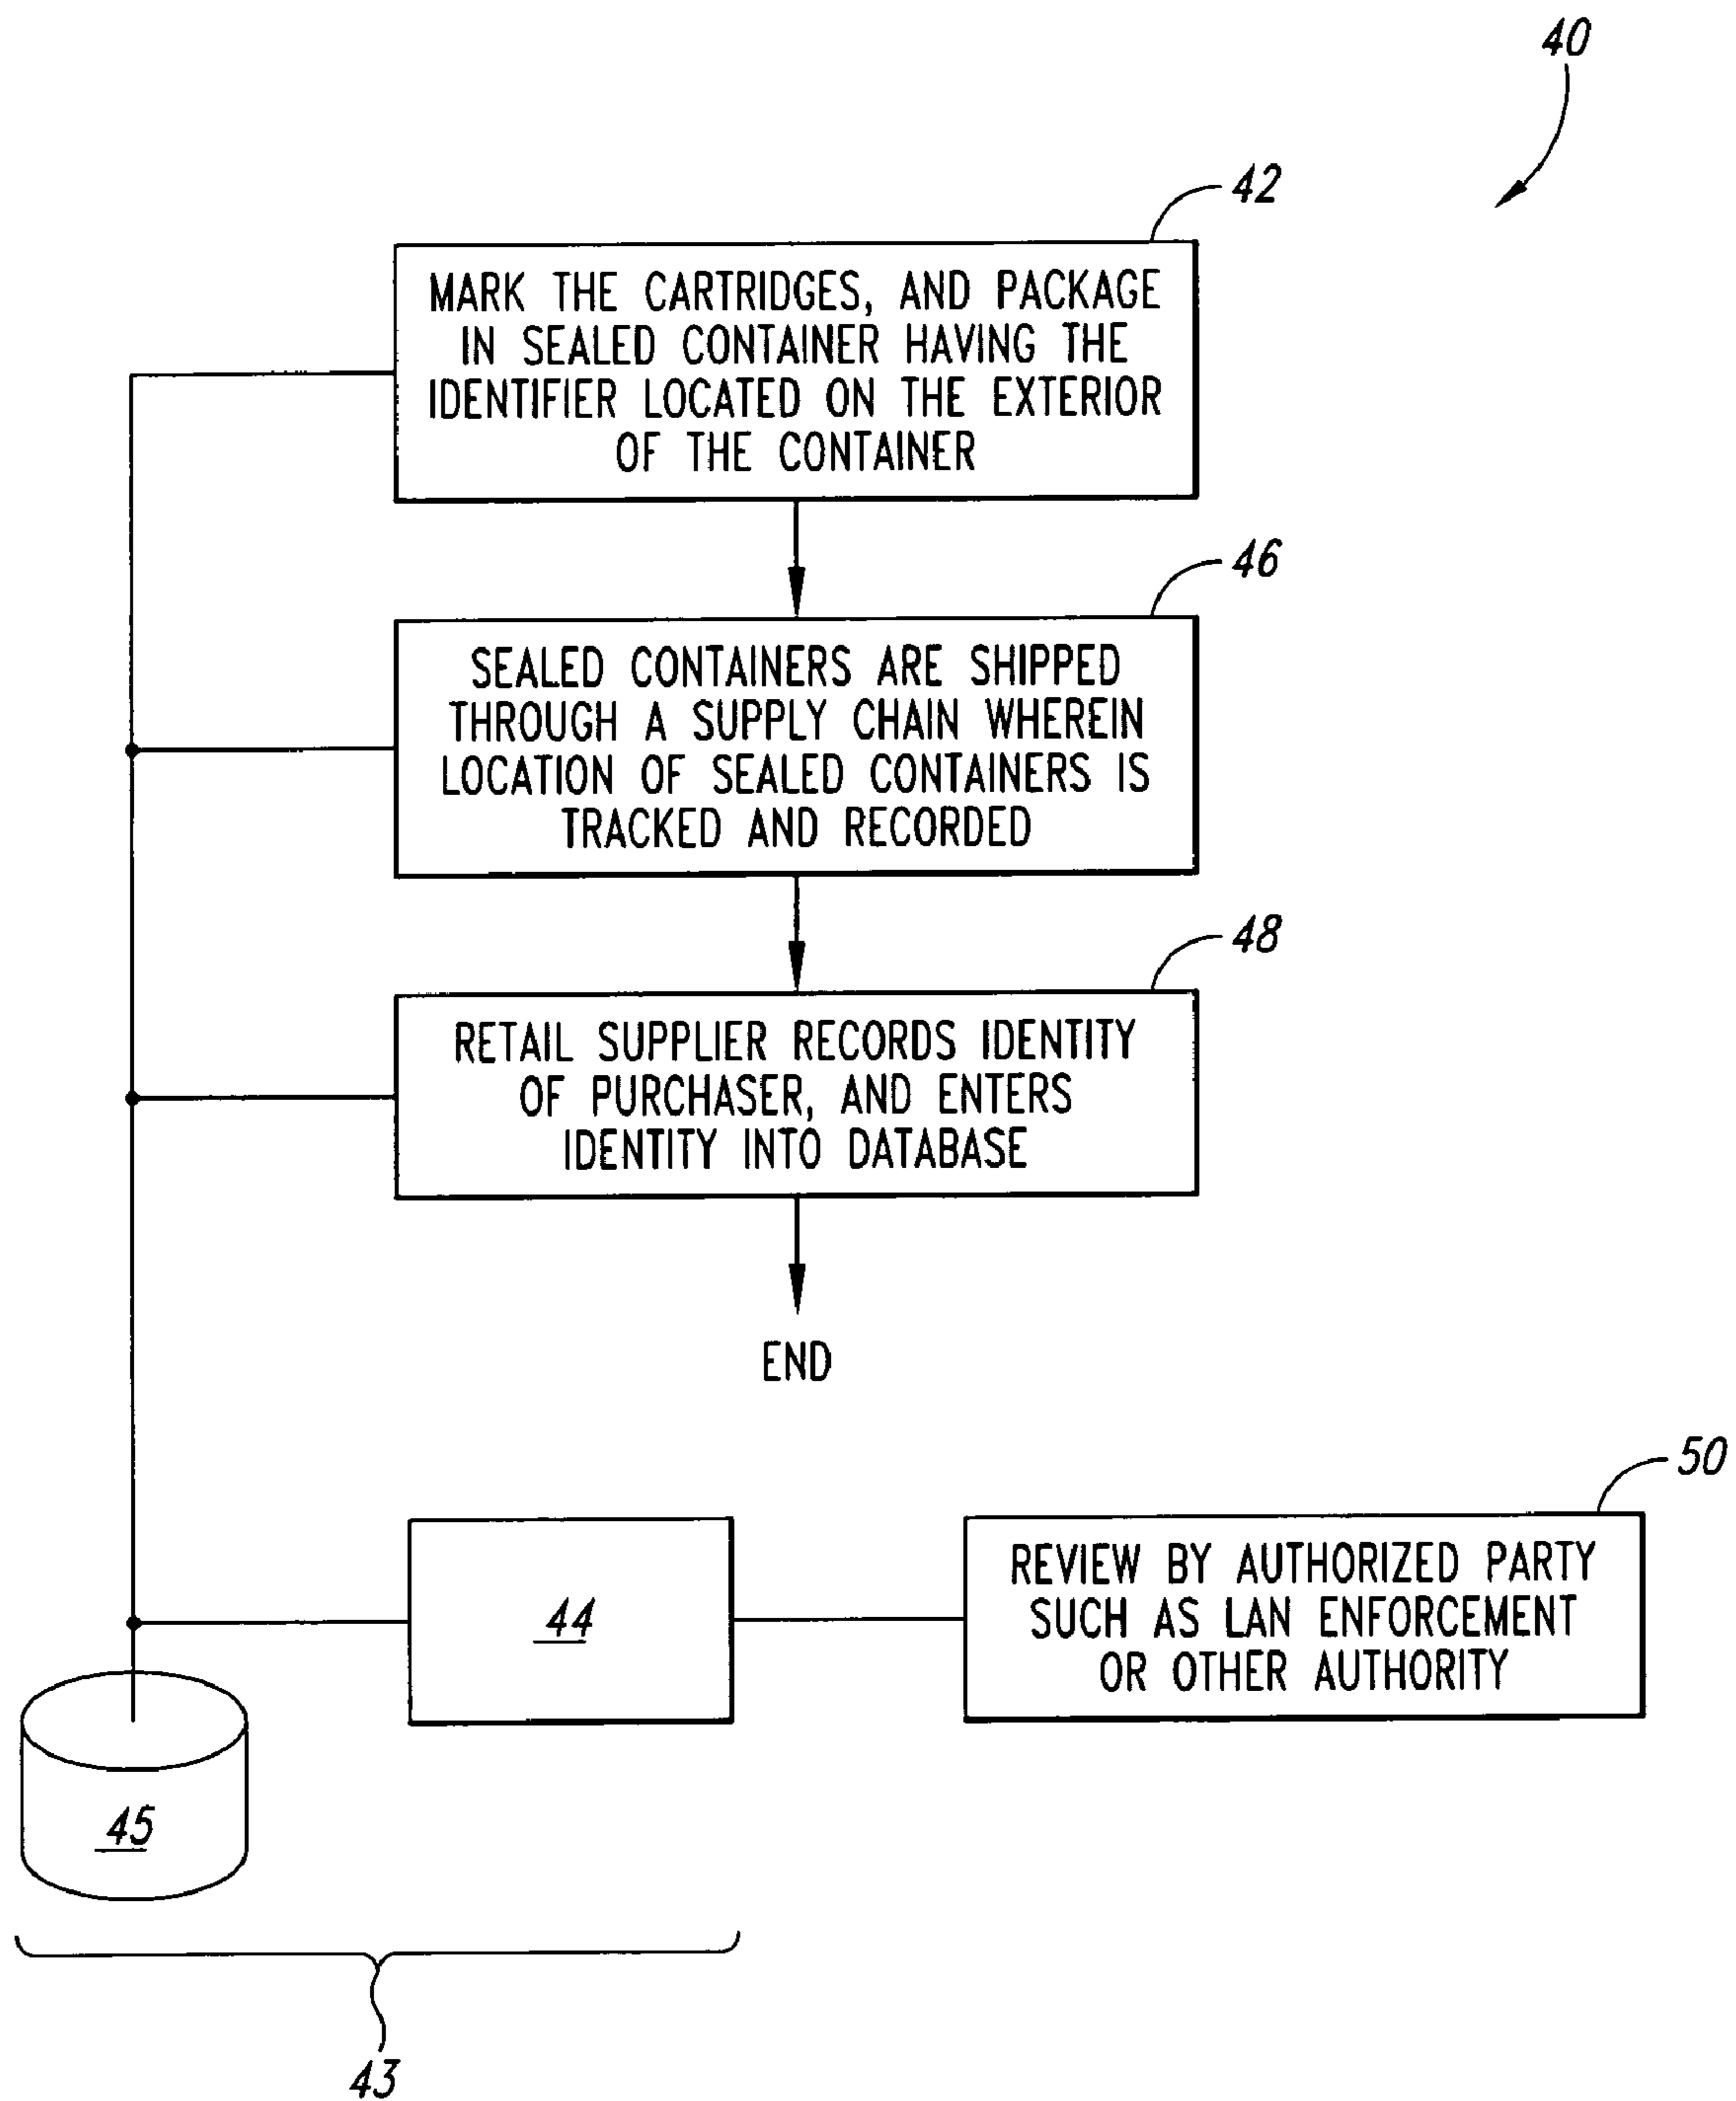 40
42
MARK THE CARTRIDGES, AND PACKAGE
IN SEALED CONTAINER HAVING THE
IDENTIFIER LOCATED ON THE EXTERIOR
OF THE CONTAINER
46
SEALED CONTAINERS ARE SHIPPED
THROUGH A SUPPLY CHAIN WHEREIN
LOCATION OF SEALED CONTAINERS IS
TRACKED AND RECORDED
48
RETAIL SUPPLIER RECORDS IDENTITY
OF PURCHASER, AND ENTERS
IDENTITY INTO DATABASE
END
50
44
REVIEW BY AUTHORIZED PARTY
SUCH AS LAN ENFORCEMENT
OR OTHER AUTHORITY
45
43